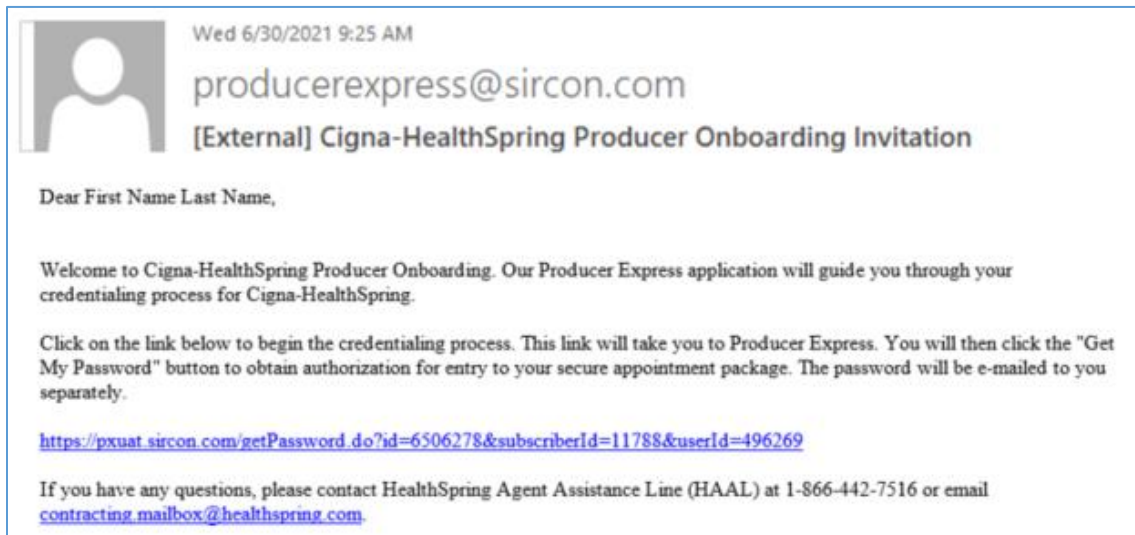 Wed 6/30/2021 9:25 AM
producerexpress@sircon.com
[External] Cigna-HealthSpring Producer Onboarding Invitation
Dear First Name Last Name,
Welcome to Cigna-HealthSpring Producer Onboarding. Our Producer Express application will guide you through your
credentialing process for Cigna-HealthSpring.
Click on the link below to begin the credentialing process. This link will take you to Producer Express. You will then click the "Get
My Password" button to obtain authorization for entry to your secure appointment package. The password will be e-mailed to you
separately.
https://pxuat.sircon.com/getPassword.do?id=6506278&subscriberId=11788&userId=496269
If you have any questions, please contact HealthSpring Agent Assistance Line (HAAL) at 1-866-442-7516 or email
contracting.mailbox@healthspring.com.